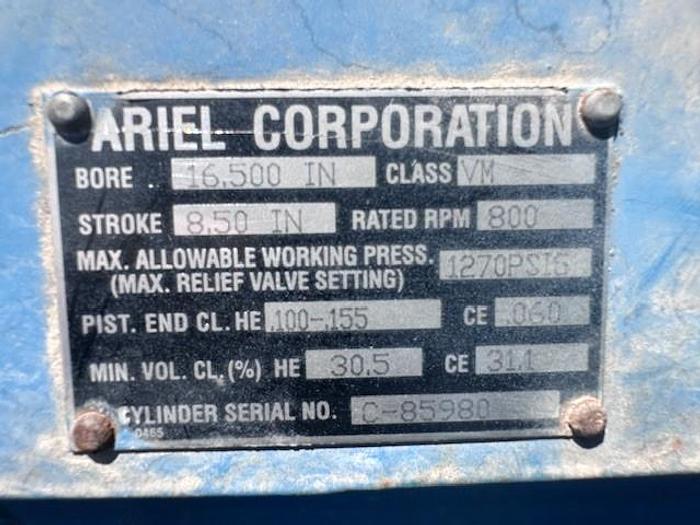 ARIEL CORPORATION
BORE 16.500 IN CLASS VM
STROKE 8.50 IN RATED RPM 800
MAX. ALLOWABLE WORKING PRESS. 1270PSIG
(MAX. RELIEF VALVE SETTING)
PIST. END CL. HE .100-.155 CE .060
MIN. VOL. CL. (%) HE 30.5 CE 31.1
CYLINDER SERIAL NO. C-85980
0465